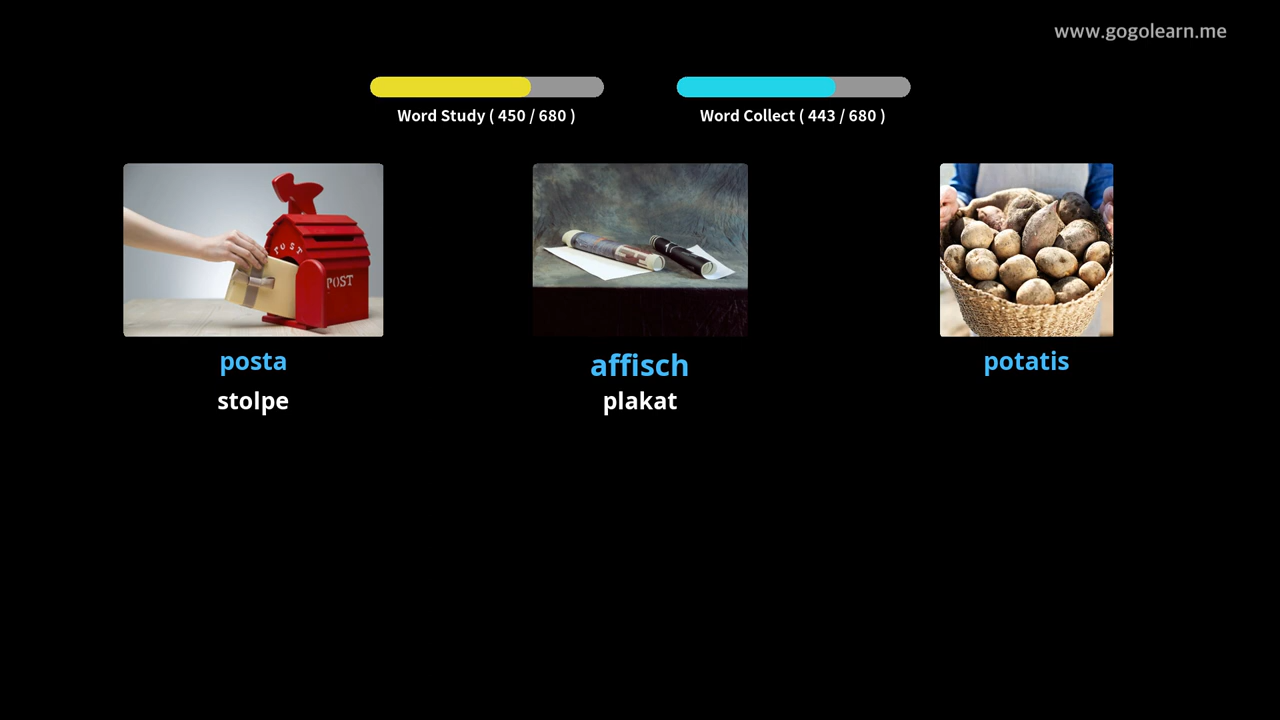 www.gogolearn.me
Word Study ( 450 / 680 )
Word Collect ( 443 / 680 )
POST
POST
posta
affisch
potatis
stolpe
plakat